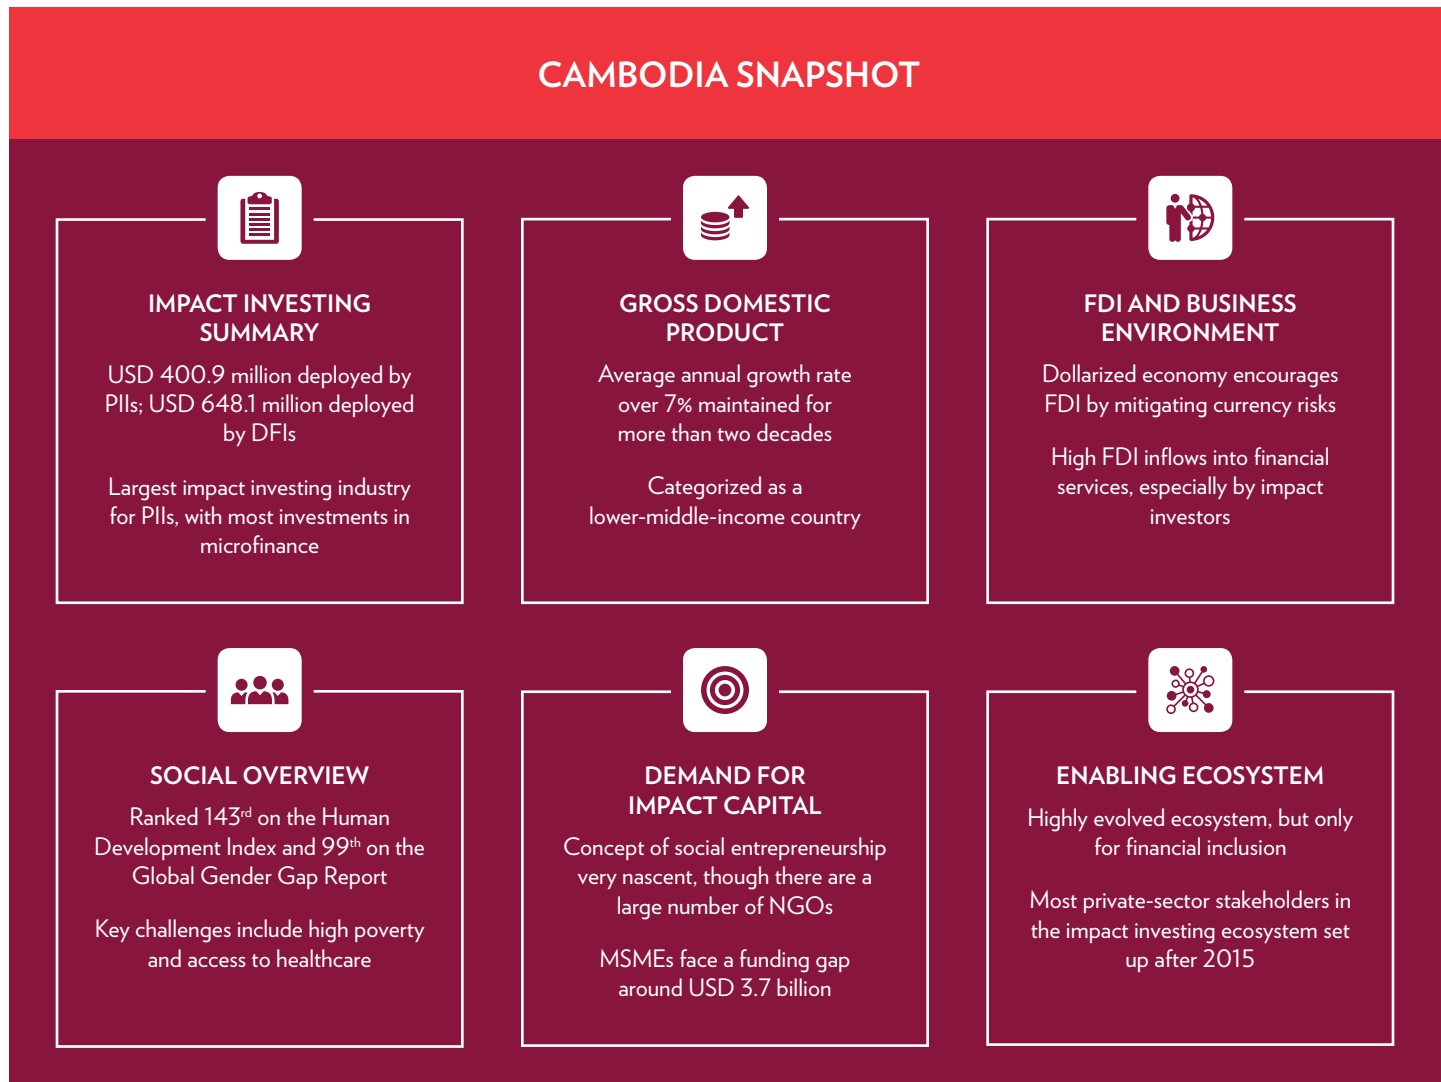 CAMBODIA SNAPSHOT
IMPACT INVESTING
SUMMARY
USD 400.9 million deployed by
PIIs; USD 648.1 million deployed
by DFIs
Largest impact investing industry
for PIIs, with most investments in
microfinance
GROSS DOMESTIC
PRODUCT
Average annual growth rate
over 7% maintained for
more than two decades
Categorized as a
lower-middle-income country
FDI AND BUSINESS
ENVIRONMENT
Dollarized economy encourages
FDI by mitigating currency risks
High FDI inflows into financial
services, especially by impact
investors
SOCIAL OVERVIEW
Ranked 143rd on the Human
Development Index and 99th on the
Global Gender Gap Report
Key challenges include high poverty
and access to healthcare
DEMAND FOR
IMPACT CAPITAL
Concept of social entrepreneurship
very nascent, though there are a
large number of NGOs
MSMEs face a funding gap
around USD 3.7 billion
ENABLING ECOSYSTEM
Highly evolved ecosystem, but only
for financial inclusion
Most private-sector stakeholders in
the impact investing ecosystem set
up after 2015